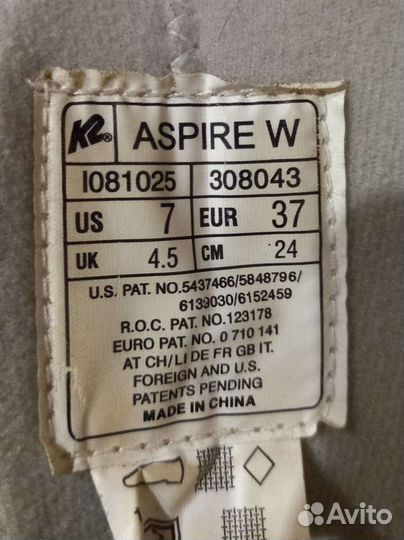 K2® ASPIRE W
I081025 308043
US 7 EUR 37
UK 4.5 CM 24
U.S. PAT. NO.5437466/5848796/
6139030/6152459
R.O.C. PAT. NO.123178
EURO PAT. NO. 0 710 141
AT CH/LI DE FR GB IT.
FOREIGN AND U.S.
PATENTS PENDING
MADE IN CHINA
Avito